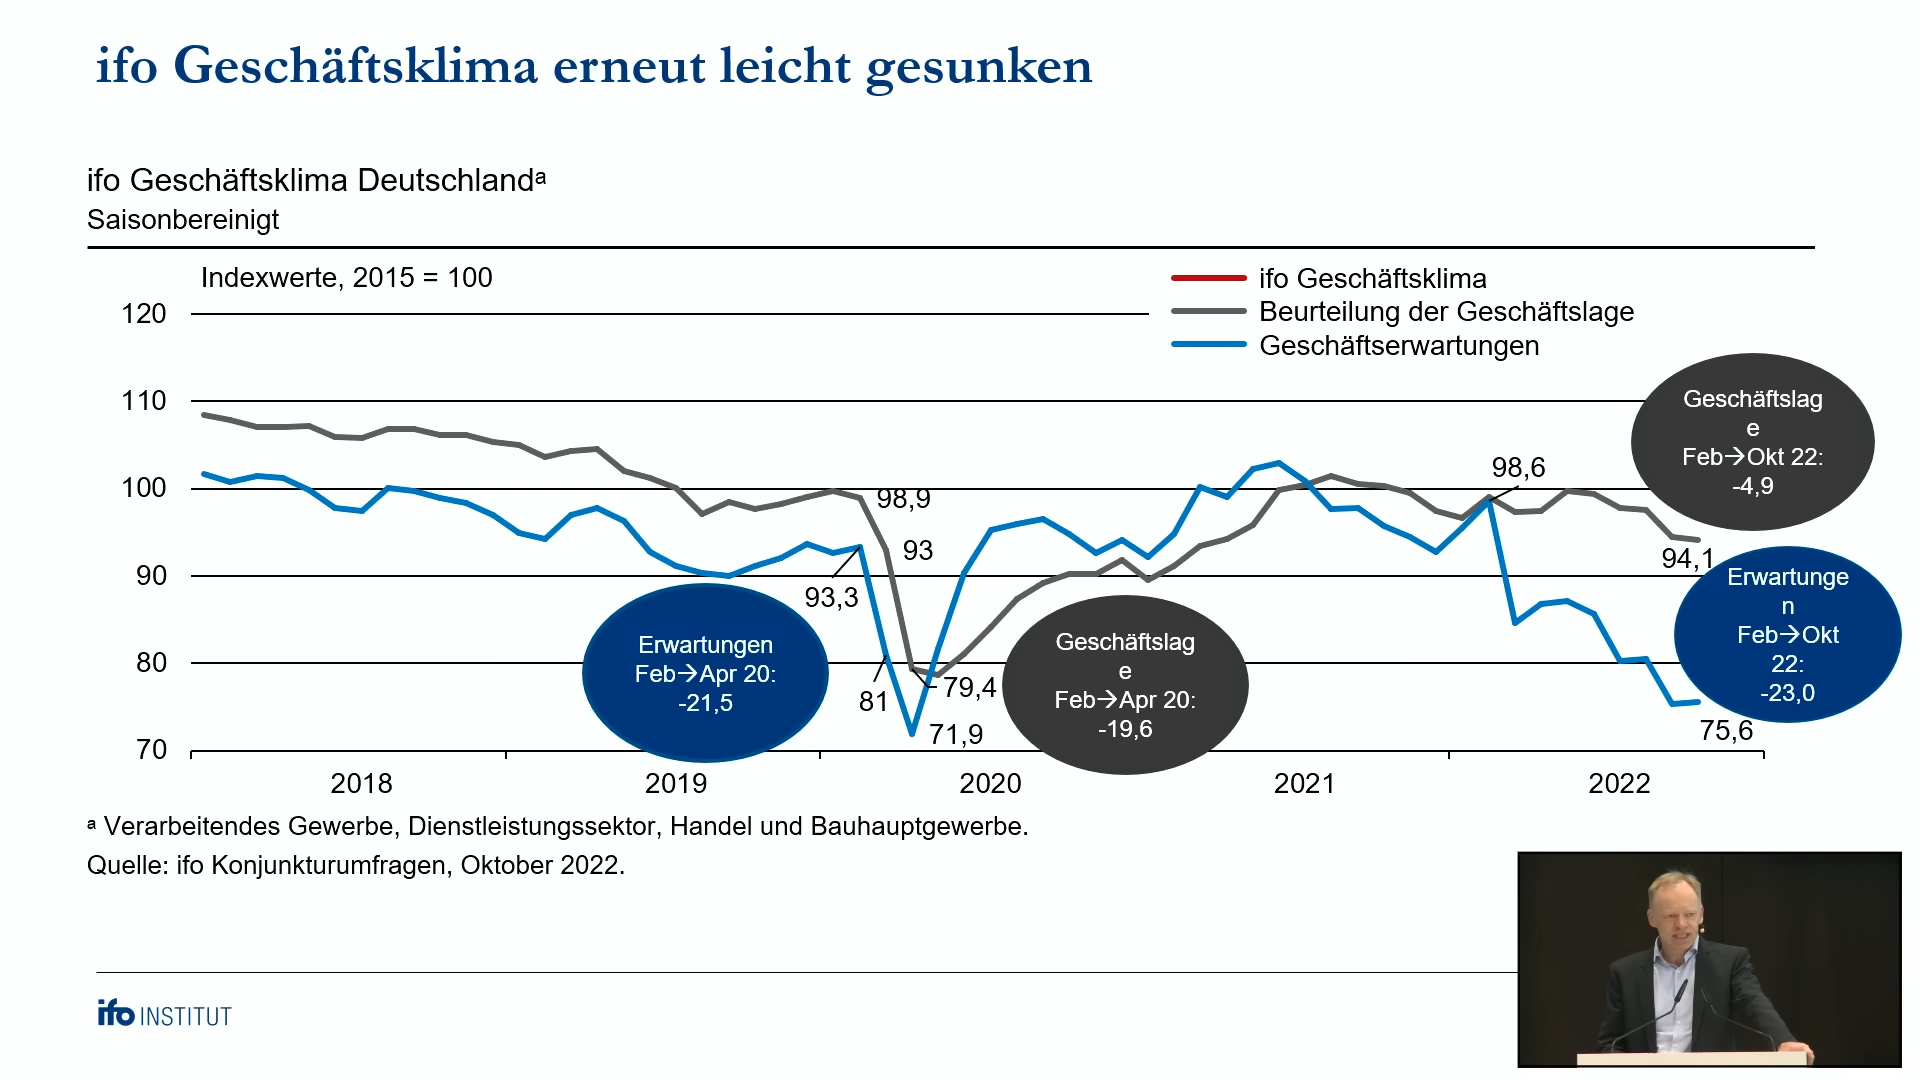 ifo Geschäftsklima erneut leicht gesunken
ifo Geschäftsklima Deutschlandᵃ
Saisonbereinigt
Indexwerte, 2015 = 100
ifo Geschäftsklima
Beurteilung der Geschäftslage
Geschäftserwartungen
120
110
100
90
80
70
98,9
93
93,3
81
79,4
71,9
98,6
94,1
75,6
Erwartungen
Feb→Apr 20:
-21,5
Geschäftslag
e
Feb→Apr 20:
-19,6
Geschäftslag
e
Feb→Okt 22:
-4,9
Erwartunge
n
Feb→Okt
22:
-23,0
2018 2019 2020 2021 2022
ᵃ Verarbeitendes Gewerbe, Dienstleistungssektor, Handel und Bauhauptgewerbe.
Quelle: ifo Konjunkturumfragen, Oktober 2022.
ifo INSTITUT